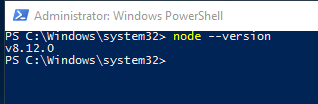 Administrator: Windows PowerShell
PS C:\Windows\system32> node --version
v8.12.0
PS C:\Windows\system32>